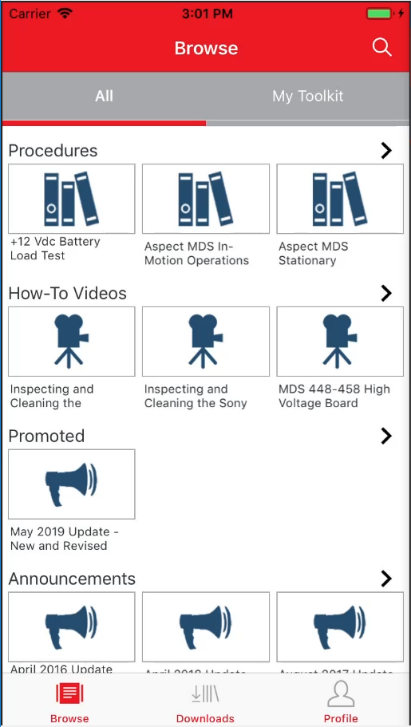 Carrier 3:01 PM
Browse
All My Toolkit
Procedures
+12 Vdc Battery
Load Test
Aspect MDS In-
Motion Operations
Aspect MDS
Stationary
How-To Videos
Inspecting and
Cleaning the
Inspecting and
Cleaning the Sony
MDS 448-458 High
Voltage Board
Promoted
May 2019 Update -
New and Revised
Announcements
April 2016 Update
April 2018 Update
August 2017 Update
Browse Downloads Profile